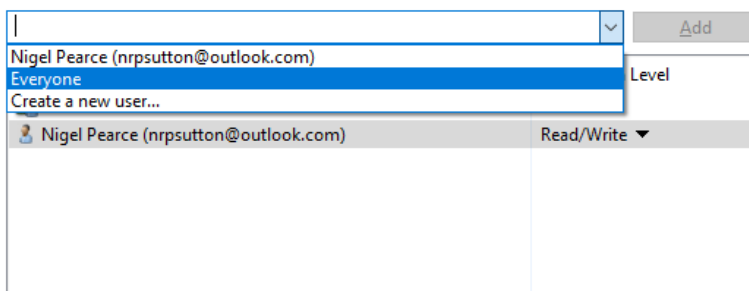 Add
Nigel Pearce (nrpsutton@outlook.com)
Everyone
Level
Create a new user...
Nigel Pearce (nrpsutton@outlook.com) Read/Write